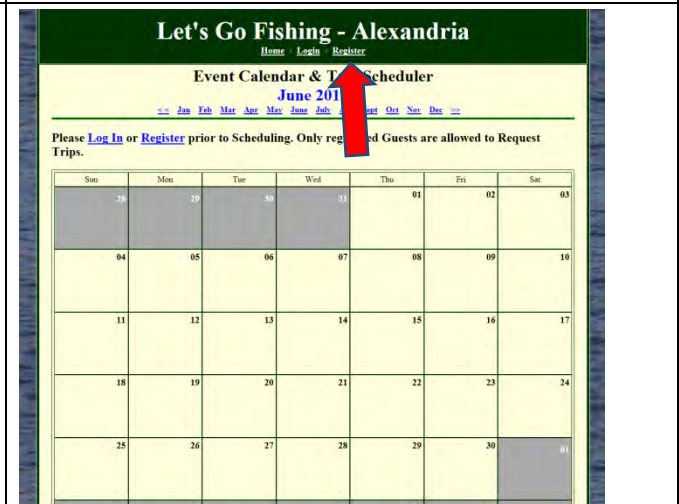 Let's Go Fishing - Alexandria
Home / Login / Register
Event Calendar & Scheduler
June 201
<< Jan Feb Mar Apr May June July Sept Oct Nov Dec >>
Please Log In or Register prior to Scheduling. Only Guests are allowed to Request
Trips.
Sun Mon Tue Wed Thu Fri Sat
28 29 30 31 01 02 03
04 05 06 07 08 09 10
11 12 13 14 15 16 17
18 19 20 21 22 23 24
25 26 27 28 29 30 01